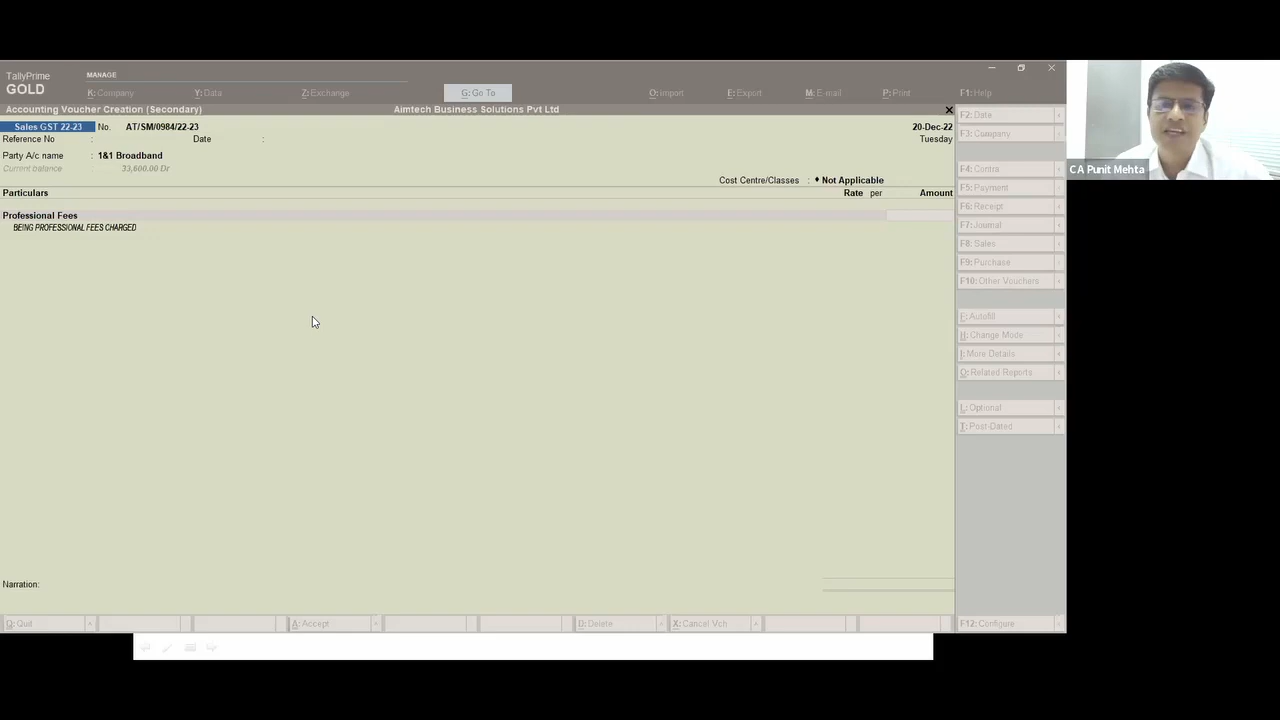 TallyPrime
GOLD
MANAGE
K: Company
Y: Data
Z: Exchange
G: Go To
O: Import
E: Export
M: E-mail
P: Print
F1: Help
Accounting Voucher Creation (Secondary)
Aimtech Business Solutions Pvt Ltd
Sales GST 22-23 No. AT/SM/0984/22-23
20-Dec-22
Reference No : Date :
Tuesday
Party A/c name : 1&1 Broadband
Current balance : 33,600.00 Dr
Cost Centre/Classes : ♦ Not Applicable
Particulars
Rate per Amount
Professional Fees
BEING PROFESSIONAL FEES CHARGED
Narration:
Q: Quit
A: Accept
D: Delete
X: Cancel Vch
F2: Date
F3: Company
F4: Contra
F5: Payment
F6: Receipt
F7: Journal
F8: Sales
F9: Purchase
F10: Other Vouchers
F: Autofill
H: Change Mode
I: More Details
O: Related Reports
L: Optional
T: Post-Dated
F12: Configure
CA Punit Mehta